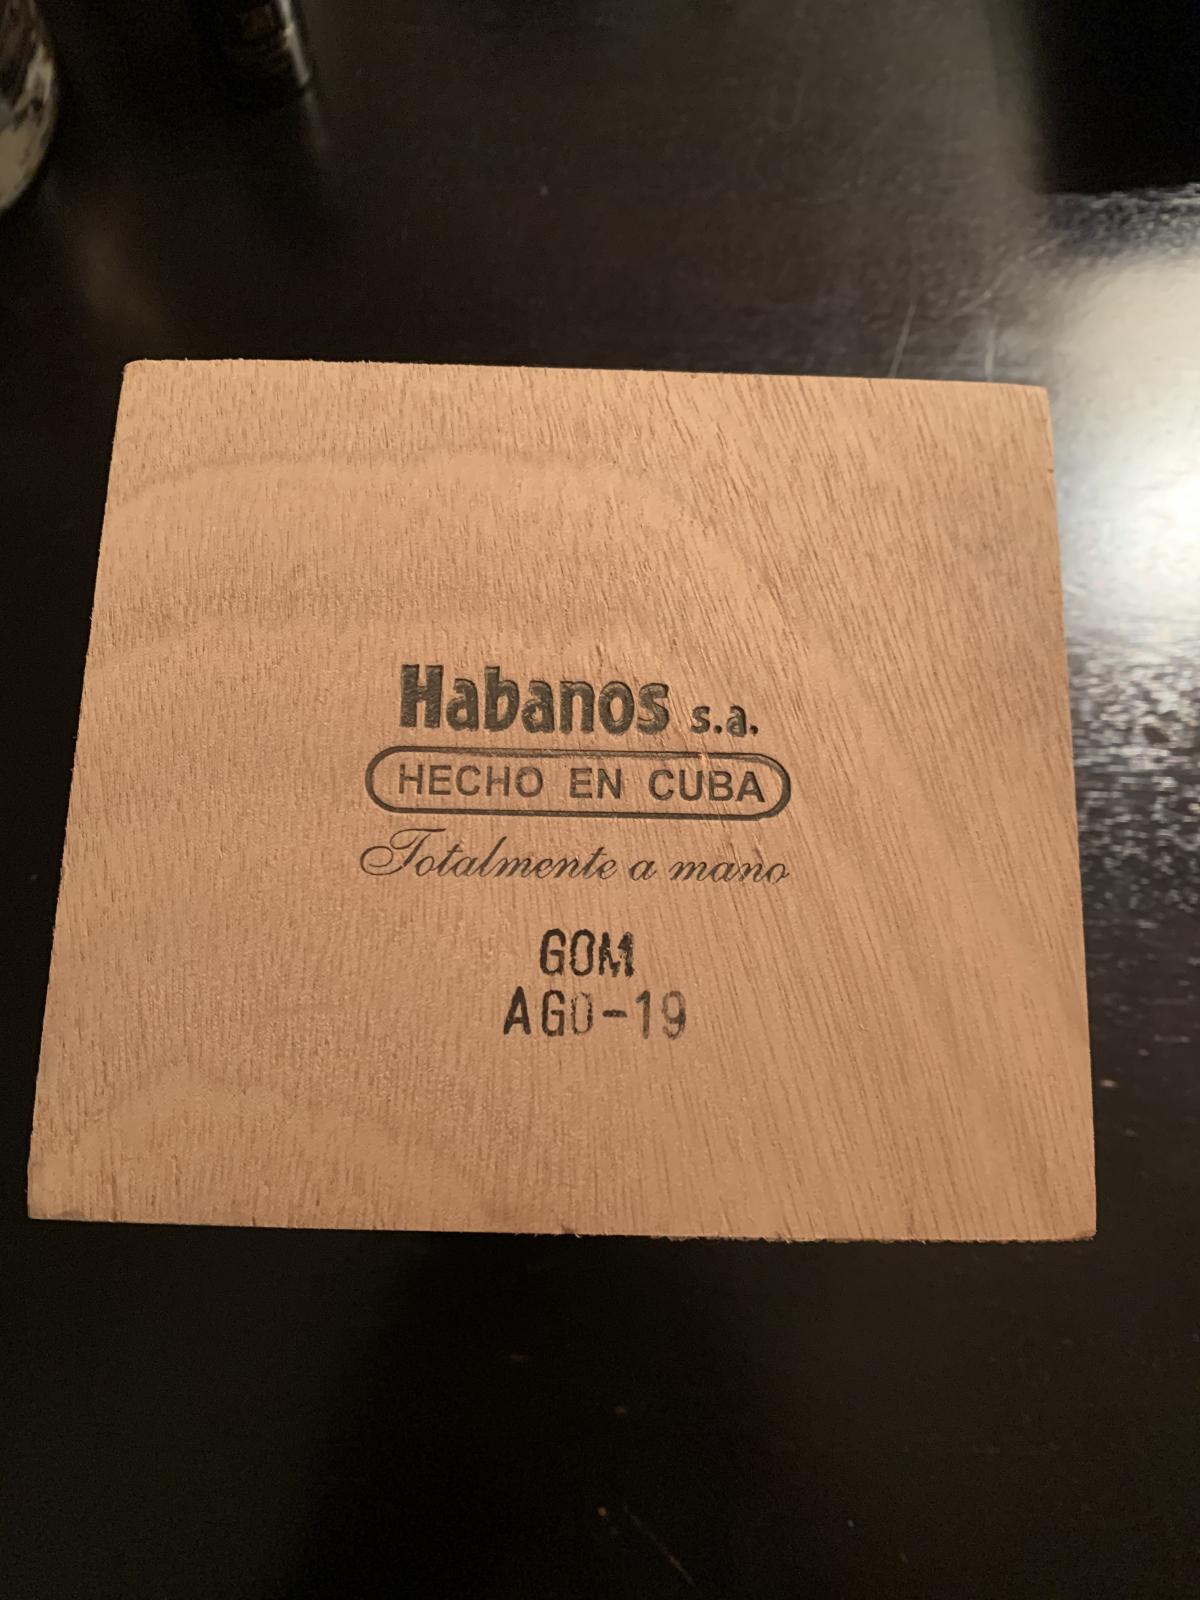 Habanos s.a.
HECHO EN CUBA
Totalmente a mano
GOM
AGO-19